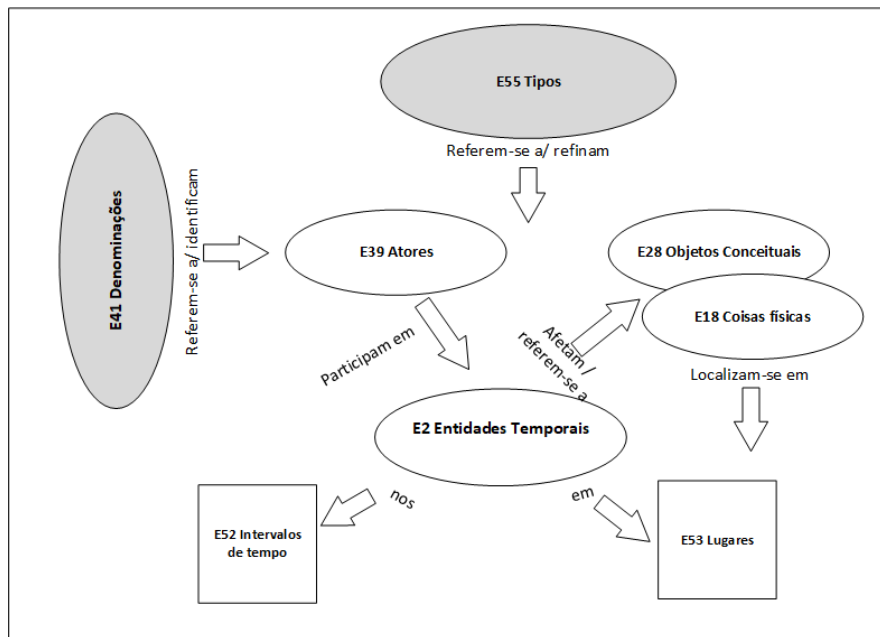 E55 Tipos
Referem-se a/ refinam
E41 Denominações
Referem-se a/ identificam
E39 Atores
E28 Objetos Conceituais
E18 Coisas físicas
Participam em
Afetam /
referem-se a
Localizam-se em
E2 Entidades Temporais
nos
em
E52 Intervalos
de tempo
E53 Lugares